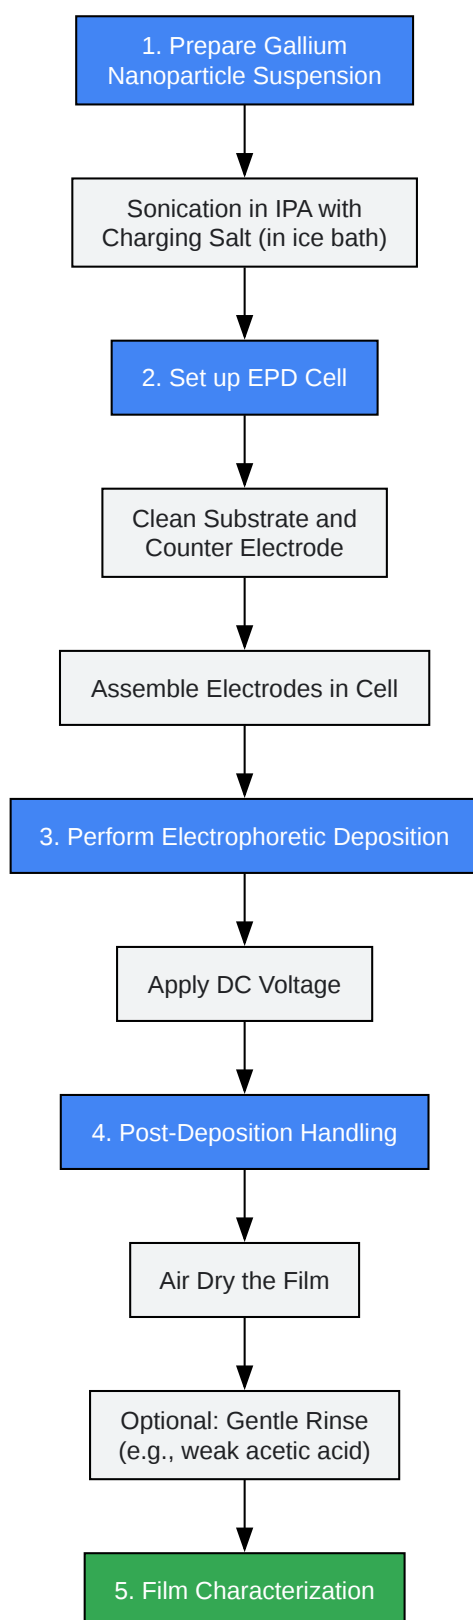 1. Prepare Gallium
Nanoparticle Suspension
Sonication in IPA with
Charging Salt (in ice bath)
2. Set up EPD Cell
Clean Substrate and
Counter Electrode
Assemble Electrodes in Cell
3. Perform Electrophoretic Deposition
Apply DC Voltage
4. Post-Deposition Handling
Air Dry the Film
Optional: Gentle Rinse
(e.g., weak acetic acid)
5. Film Characterization